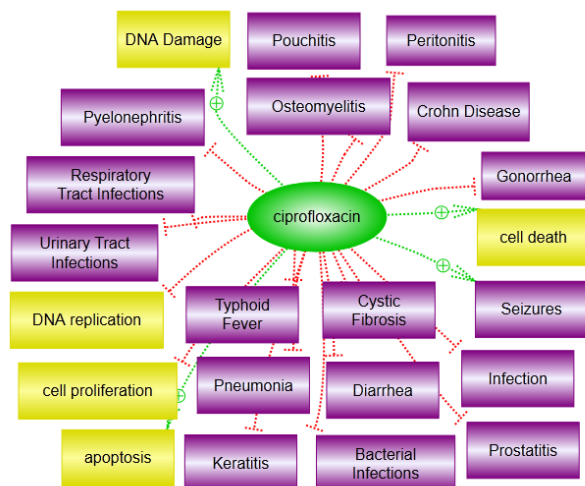 DNA Damage
Pouchitis
Peritonitis
Pyelonephritis
Osteomyelitis
Crohn Disease
Respiratory
Tract Infections
Gonorrhea
ciprofloxacin
cell death
Urinary Tract
Infections
DNA replication
Typhoid
Fever
Cystic
Fibrosis
Seizures
cell proliferation
Pneumonia
Diarrhea
Infection
apoptosis
Keratitis
Bacterial
Infections
Prostatitis